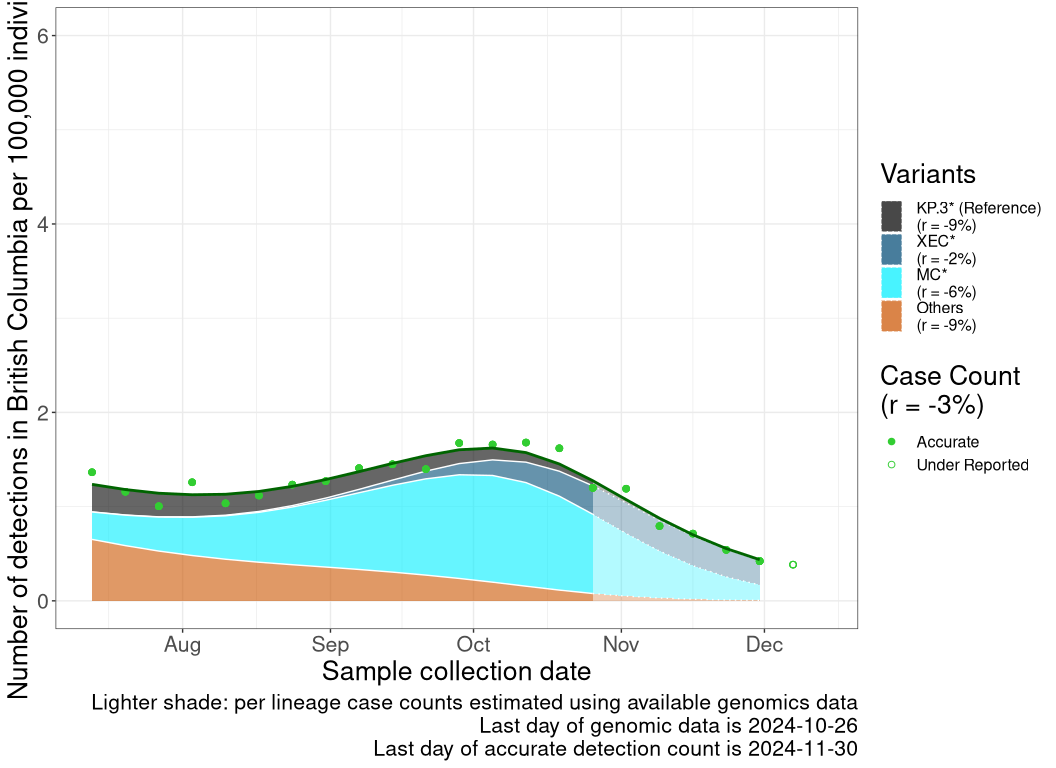 Number of detections in British Columbia per 100,000
6
4
2
0
Aug Sep Oct Nov Dec
Sample collection date
Lighter shade: per lineage case counts estimated using available genomics data
Last day of genomic data is 2024-10-26
Last day of accurate detection count is 2024-11-30
Variants
KP.3* (Reference)
(r = -9%)
XEC*
(r = -2%)
MC*
(r = -6%)
Others
(r = -9%)
Case Count
(r = -3%)
Accurate
Under Reported